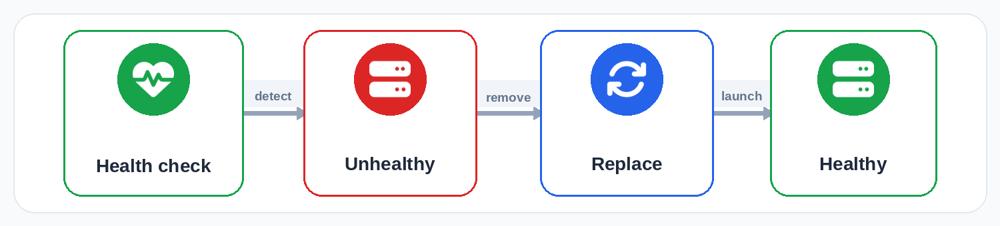 detect
remove
launch
Health check
Unhealthy
Replace
Healthy